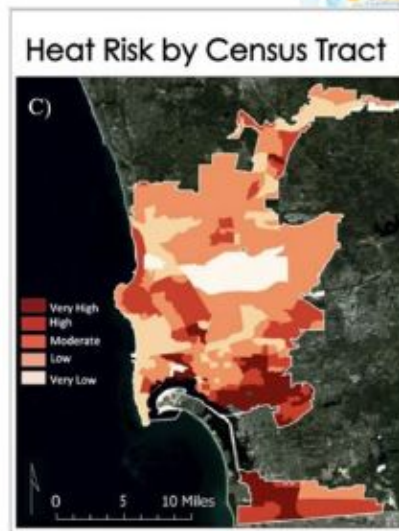 Heat Risk by Census Tract
C)
Very High
High
Moderate
Low
Very Low
0 5 10 Miles